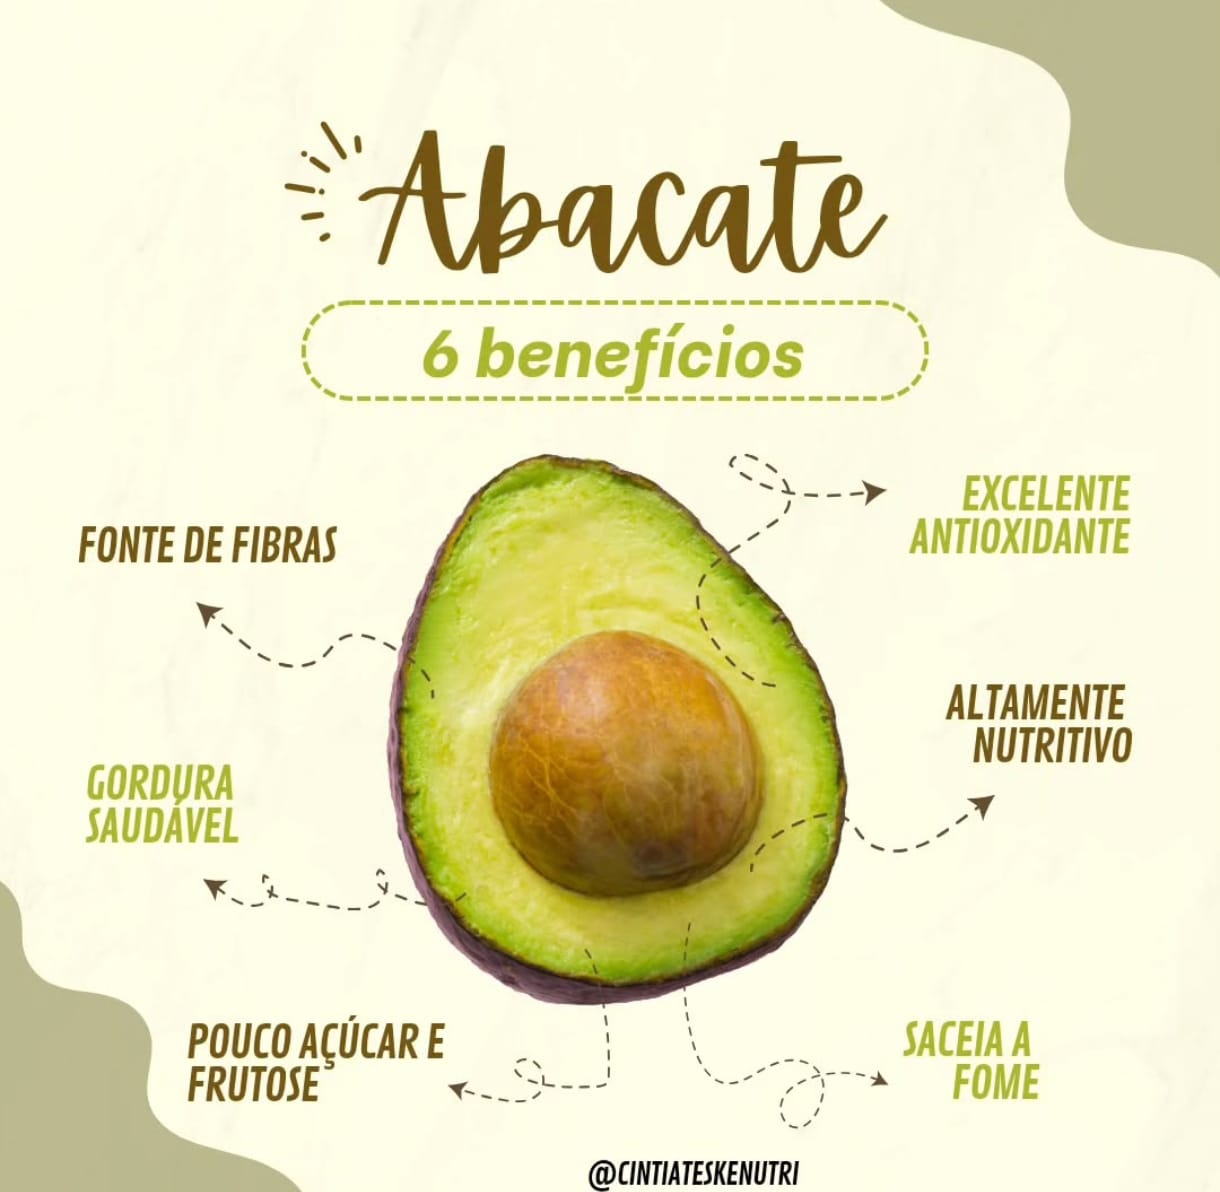 Abacate
6 benefícios
EXCELENTE
ANTIOXIDANTE
FONTE DE FIBRAS
ALTAMENTE
NUTRITIVO
GORDURA
SAUDÁVEL
POUCO AÇÚCAR E
FRUTOSE
SACEIA A
FOME
@CINTIATESKENUTRI